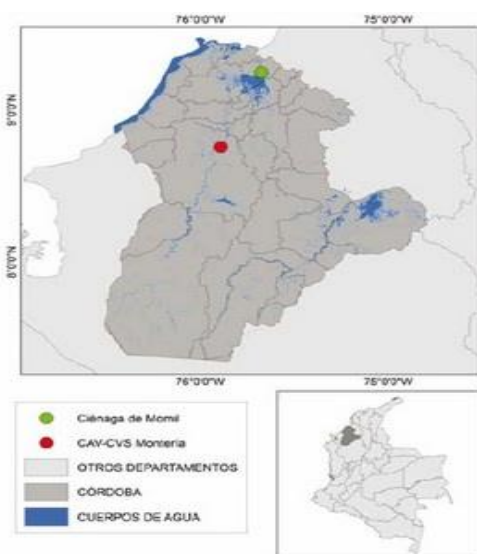 76°0'0"W 75°0'0"W
76°0'0"W 75°0'0"W
Ciénaga de Momil
CAV-CVS Montería
OTROS DEPARTAMENTOS
CÓRDOBA
CUERPOS DE AGUA